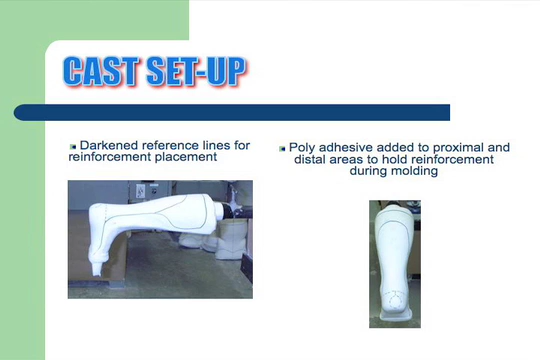 CAST SET-UP
Darkened reference lines for
reinforcement placement
Poly adhesive added to proximal and
distal areas to hold reinforcement
during molding